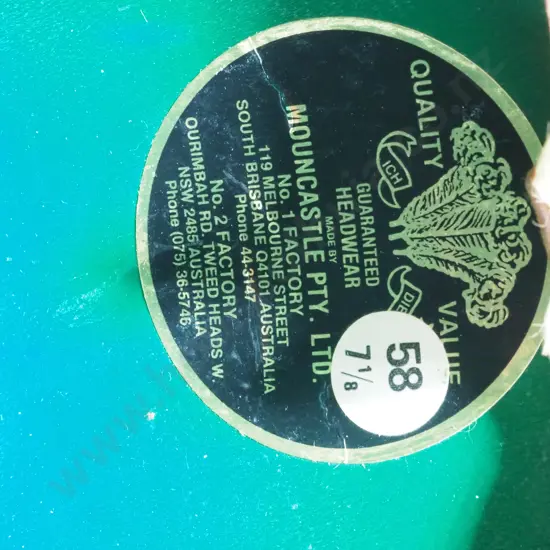 QUALITY VALUE
ICH DIE
GUARANTEED
HEADWEAR
MADE BY
MOUNCASTLE PTY. LTD.
No. 1 FACTORY
119 MELBOURNE STREET
SOUTH BRISBANE Q4101 AUSTRALIA
Phone 44-3147
No. 2 FACTORY
OURIMBAH RD. TWEED HEADS W.
NSW 2485 AUSTRALIA
Phone (075) 36-5746
58
7 1/8